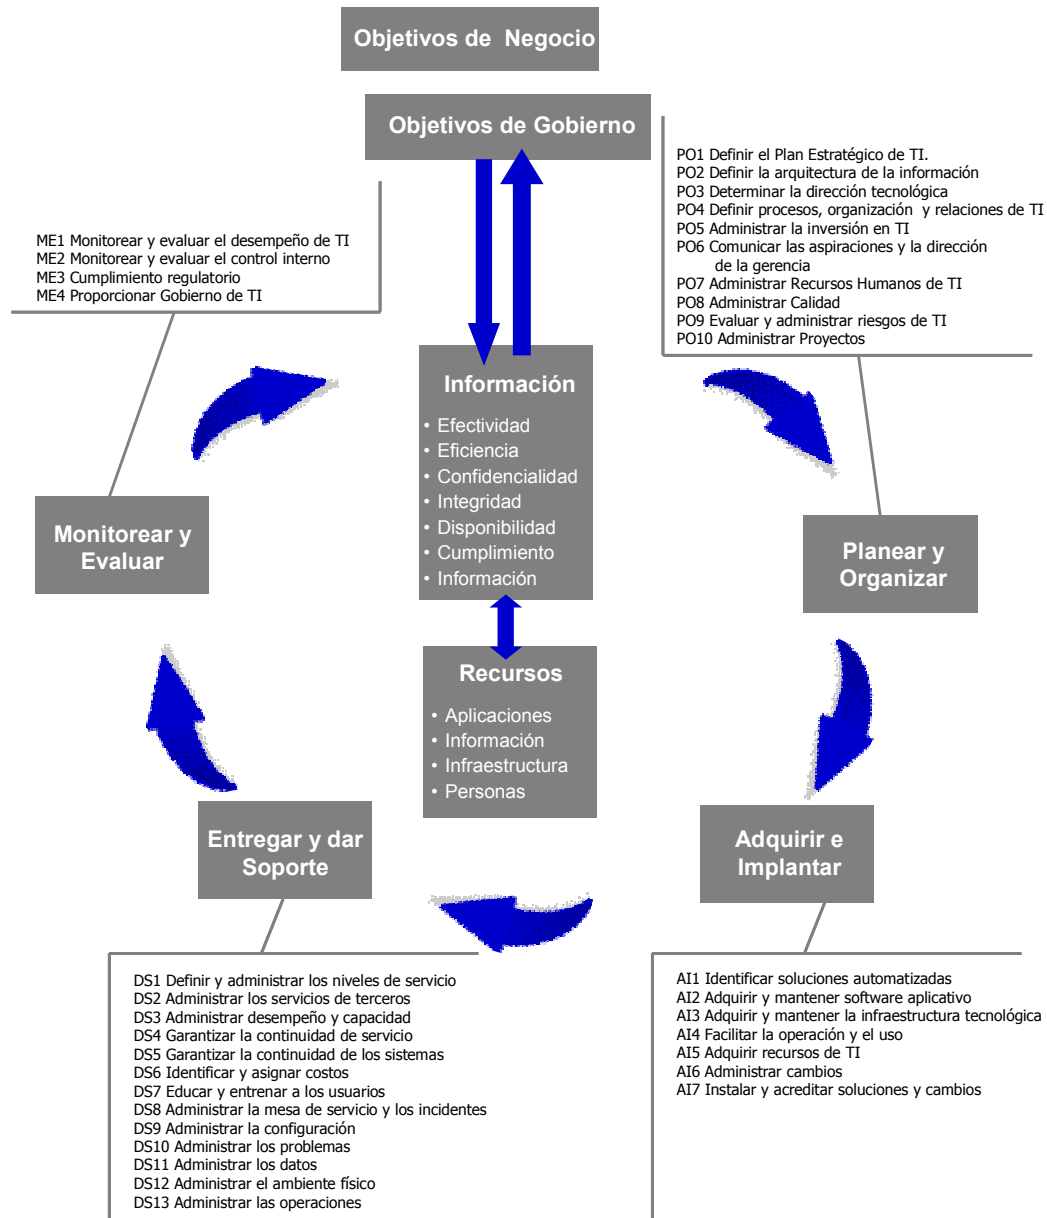 Objetivos de Negocio
Objetivos de Gobierno
PO1 Definir el Plan Estratégico de TI.
PO2 Definir la arquitectura de la información
PO3 Determinar la dirección tecnológica
PO4 Definir procesos, organización y relaciones de TI
PO5 Administrar la inversión en TI
PO6 Comunicar las aspiraciones y la dirección
de la gerencia
PO7 Administrar Recursos Humanos de TI
PO8 Administrar Calidad
PO9 Evaluar y administrar riesgos de TI
PO10 Administrar Proyectos
ME1 Monitorear y evaluar el desempeño de TI
ME2 Monitorear y evaluar el control interno
ME3 Cumplimiento regulatorio
ME4 Proporcionar Gobierno de TI
Información
• Efectividad
• Eficiencia
• Confidencialidad
• Integridad
• Disponibilidad
• Cumplimiento
• Información
Monitorear y
Evaluar
Planear y
Organizar
Recursos
• Aplicaciones
• Información
• Infraestructura
• Personas
Entregar y dar
Soporte
Adquirir e
Implantar
DS1 Definir y administrar los niveles de servicio
DS2 Administrar los servicios de terceros
DS3 Administrar desempeño y capacidad
DS4 Garantizar la continuidad de servicio
DS5 Garantizar la continuidad de los sistemas
DS6 Identificar y asignar costos
DS7 Educar y entrenar a los usuarios
DS8 Administrar la mesa de servicio y los incidentes
DS9 Administrar la configuración
DS10 Administrar los problemas
DS11 Administrar los datos
DS12 Administrar el ambiente físico
DS13 Administrar las operaciones
AI1 Identificar soluciones automatizadas
AI2 Adquirir y mantener software aplicativo
AI3 Adquirir y mantener la infraestructura tecnológica
AI4 Facilitar la operación y el uso
AI5 Adquirir recursos de TI
AI6 Administrar cambios
AI7 Instalar y acreditar soluciones y cambios